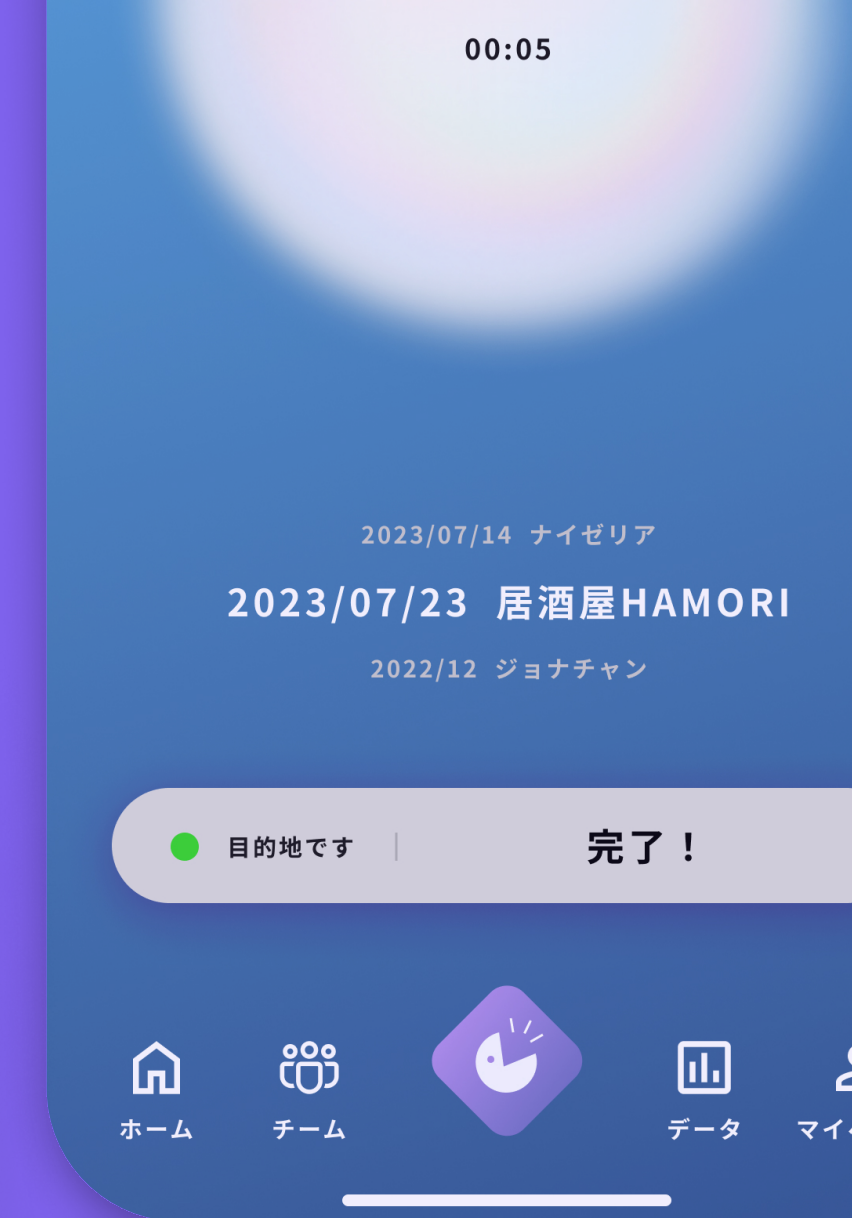 00:05
2023/07/14 ナイゼリア
2023/07/23 居酒屋HAMORI
2022/12 ジョナチャン
目的地です
完了！
ホーム
チーム
データ
マイ